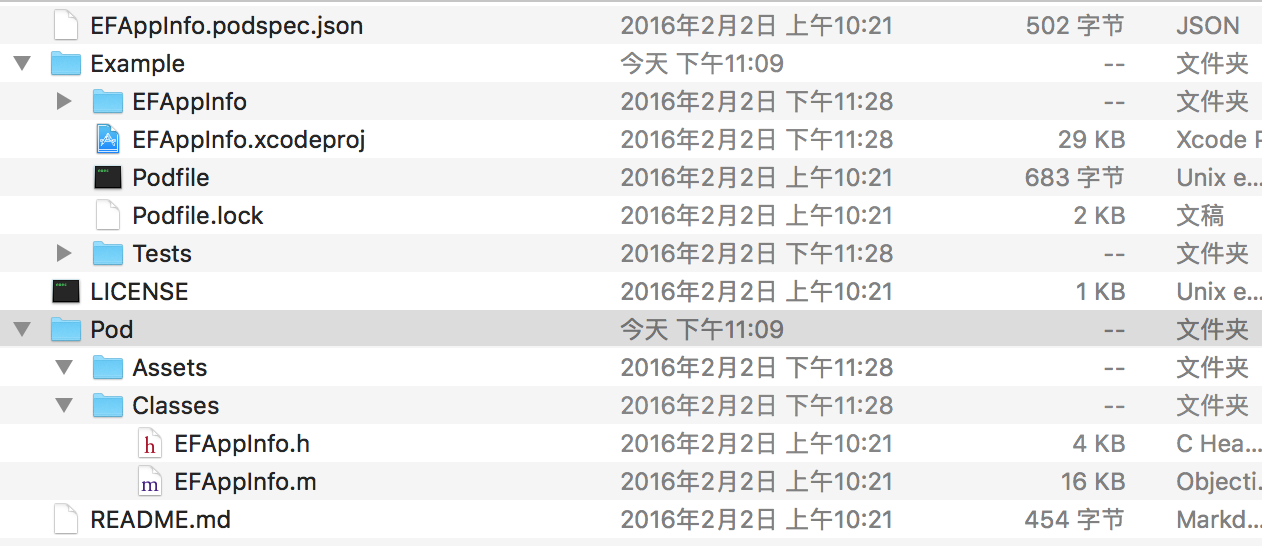 EFAppInfo.podspec.json 2016年2月2日 上午10:21 502 字节 JSON
Example 今天 下午11:09 -- 文件夹
EFAppInfo 2016年2月2日 下午11:28 -- 文件夹
EFAppInfo.xcodeproj 2016年2月2日 下午11:28 29 KB Xcode P
Podfile 2016年2月2日 上午10:21 683 字节 Unix e...
Podfile.lock 2016年2月2日 上午10:21 2 KB 文稿
Tests 2016年2月2日 下午11:28 -- 文件夹
LICENSE 2016年2月2日 上午10:21 1 KB Unix e...
Pod 今天 下午11:09 -- 文件夹
Assets 2016年2月2日 下午11:28 -- 文件夹
Classes 2016年2月2日 下午11:28 -- 文件夹
h EFAppInfo.h 2016年2月2日 上午10:21 4 KB C Hea...
m EFAppInfo.m 2016年2月2日 上午10:21 16 KB Objecti...
README.md 2016年2月2日 上午10:21 454 字节 Markd...